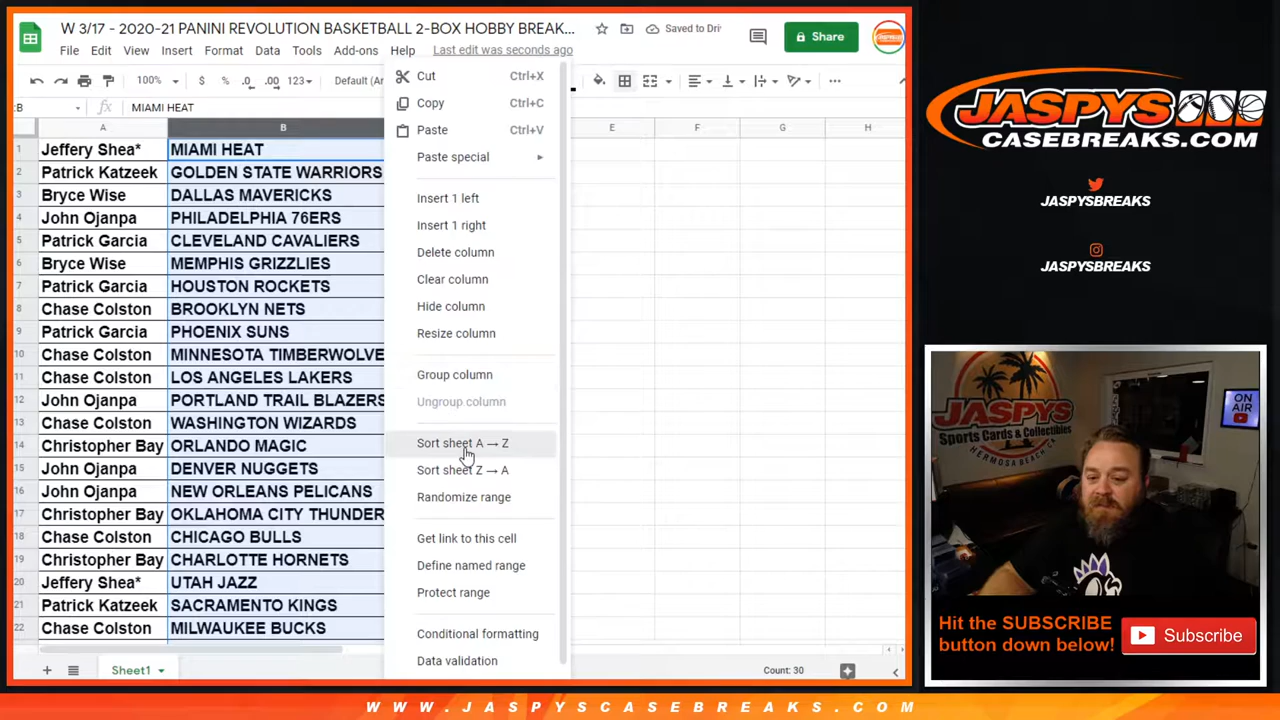 W 3/17 - 2020-21 PANINI REVOLUTION BASKETBALL 2-BOX HOBBY BREAK...
Saved to Dri
Share
File Edit View Insert Format Data Tools Add-ons Help Last edit was seconds ago
100% $ % .0 .00 123 Default (Ar
:B fx MIAMI HEAT
A B E F G H
1 Jeffery Shea* MIAMI HEAT
2 Patrick Katzeek GOLDEN STATE WARRIORS
3 Bryce Wise DALLAS MAVERICKS
4 John Ojanpa PHILADELPHIA 76ERS
5 Patrick Garcia CLEVELAND CAVALIERS
6 Bryce Wise MEMPHIS GRIZZLIES
7 Patrick Garcia HOUSTON ROCKETS
8 Chase Colston BROOKLYN NETS
9 Patrick Garcia PHOENIX SUNS
10 Chase Colston MINNESOTA TIMBERWOLVE
11 Chase Colston LOS ANGELES LAKERS
12 John Ojanpa PORTLAND TRAIL BLAZERS
13 Chase Colston WASHINGTON WIZARDS
14 Christopher Bay ORLANDO MAGIC
15 John Ojanpa DENVER NUGGETS
16 John Ojanpa NEW ORLEANS PELICANS
17 Christopher Bay OKLAHOMA CITY THUNDER
18 Chase Colston CHICAGO BULLS
19 Christopher Bay CHARLOTTE HORNETS
20 Jeffery Shea* UTAH JAZZ
21 Patrick Katzeek SACRAMENTO KINGS
22 Chase Colston MILWAUKEE BUCKS
Cut Ctrl+X
Copy Ctrl+C
Paste Ctrl+V
Paste special
Insert 1 left
Insert 1 right
Delete column
Clear column
Hide column
Resize column
Group column
Ungroup column
Sort sheet A → Z
Sort sheet Z → A
Randomize range
Get link to this cell
Define named range
Protect range
Conditional formatting
Data validation
Sheet1
Count: 30
JASPYS
CASEBREAKS.COM
JASPYSBREAKS
JASPYSBREAKS
JASPYS
Sports Cards & Collectibles
HERMOSA BEACH
ON AIR
Hit the SUBSCRIBE
button down below!
Subscribe
WWW.JASPYSCASEBREAKS.COM